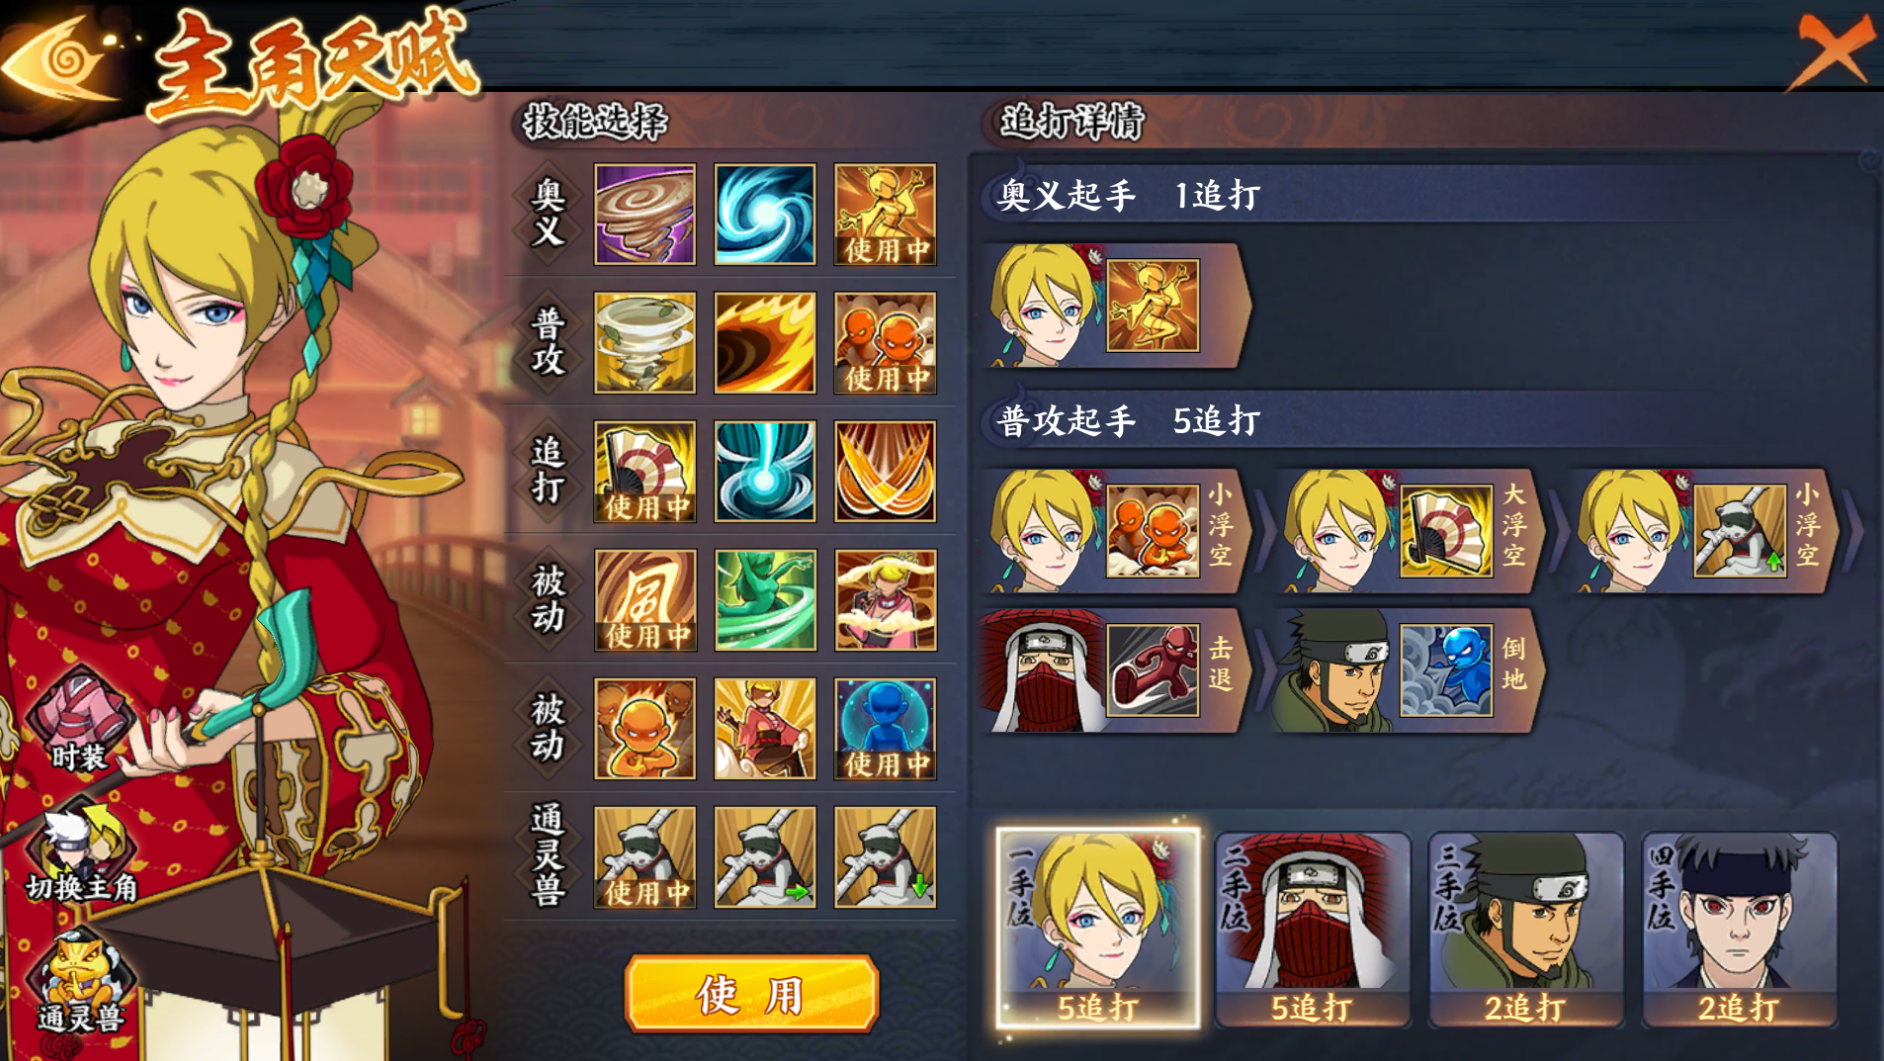 主角天赋
技能选择
奥义
使用中
普攻
使用中
追打
使用中
被动
風
使用中
被动
使用中
通灵兽
使用中
使用
时装
切换主角
通灵兽
追打详情
奥义起手 1追打
普攻起手 5追打
小浮空
大浮空
小浮空
击退
倒地
一手位
5追打
二手位
5追打
三手位
2追打
四手位
2追打